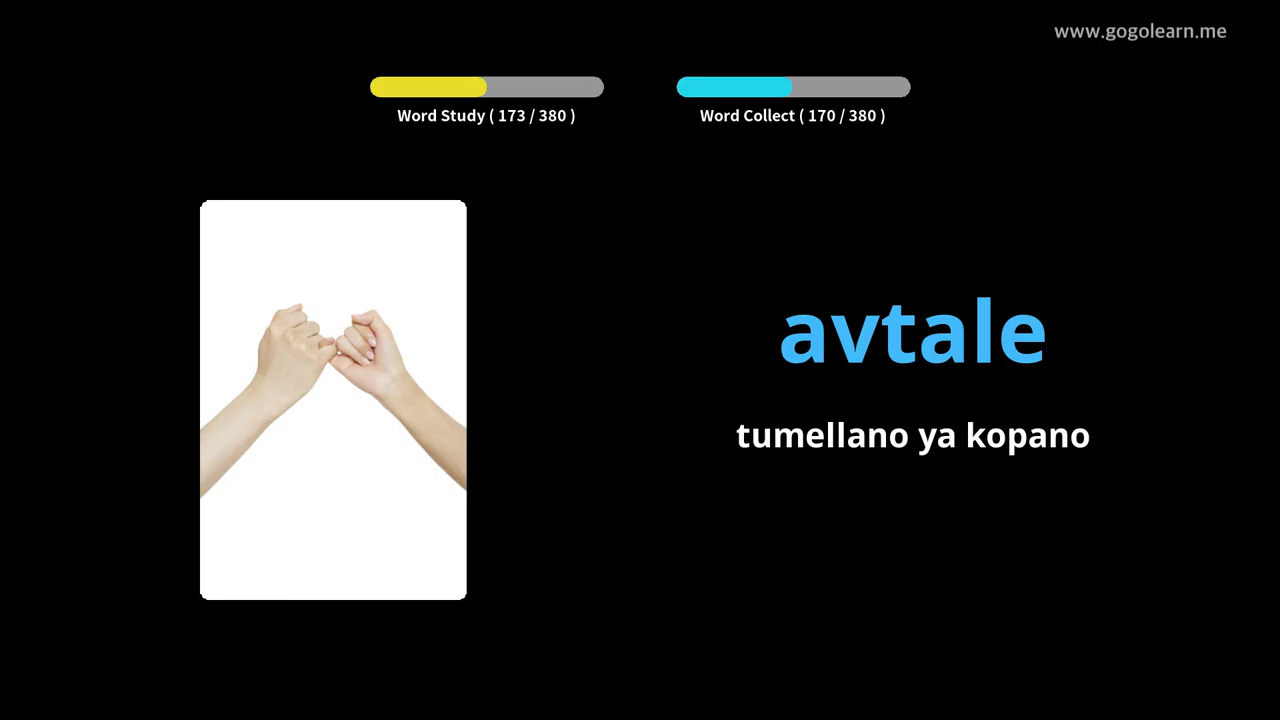 www.gogolearn.me
Word Study ( 173 / 380 )
Word Collect ( 170 / 380 )
avtale
tumellano ya kopano